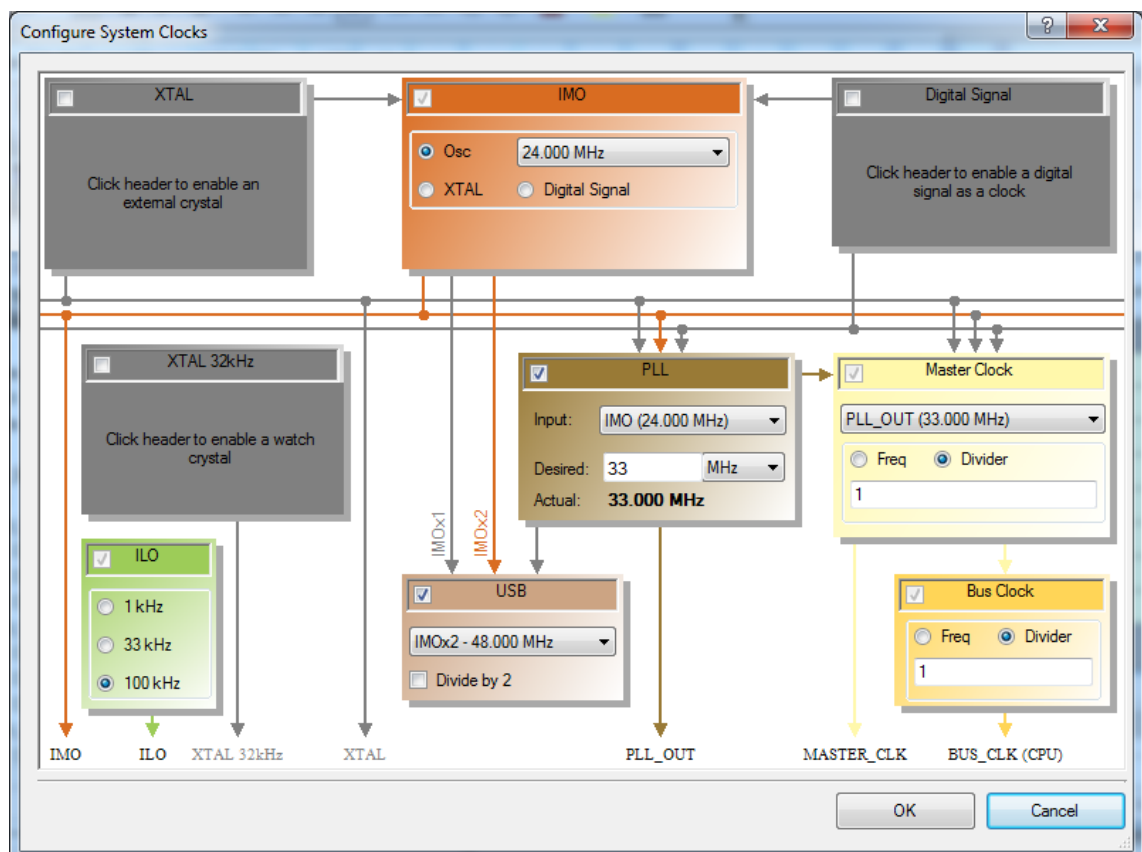 Configure System Clocks
XTAL
Click header to enable an
external crystal
IMO
Osc
24.000 MHz
XTAL
Digital Signal
Digital Signal
Click header to enable a digital
signal as a clock
XTAL 32kHz
Click header to enable a watch
crystal
PLL
Input:
IMO (24.000 MHz)
Desired:
33
MHz
Actual:
33.000 MHz
Master Clock
PLL_OUT (33.000 MHz)
Freq
Divider
1
IMOx1
IMOx2
ILO
1 kHz
33 kHz
100 kHz
USB
IMOx2 - 48.000 MHz
Divide by 2
Bus Clock
Freq
Divider
1
IMO
ILO
XTAL 32kHz
XTAL
PLL_OUT
MASTER_CLK
BUS_CLK (CPU)
OK
Cancel